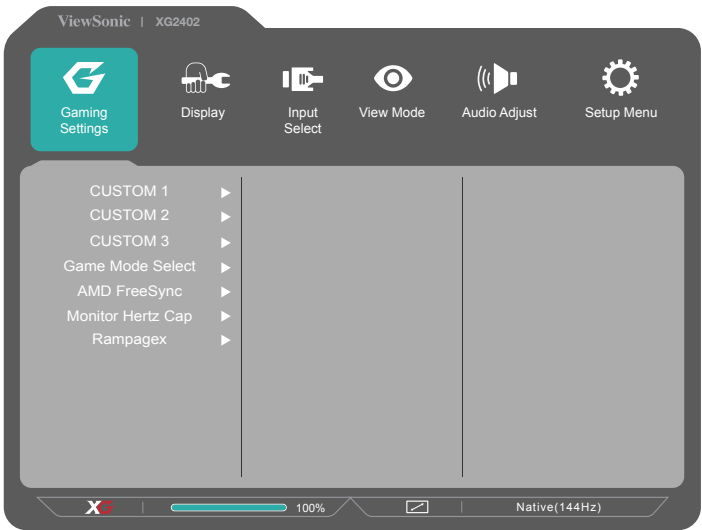 ViewSonic | XG2402
Gaming
Settings
Display
Input
Select
View Mode
Audio Adjust
Setup Menu
CUSTOM 1
CUSTOM 2
CUSTOM 3
Game Mode Select
AMD FreeSync
Monitor Hertz Cap
Rampagex
XG | 100% | Native(144Hz)